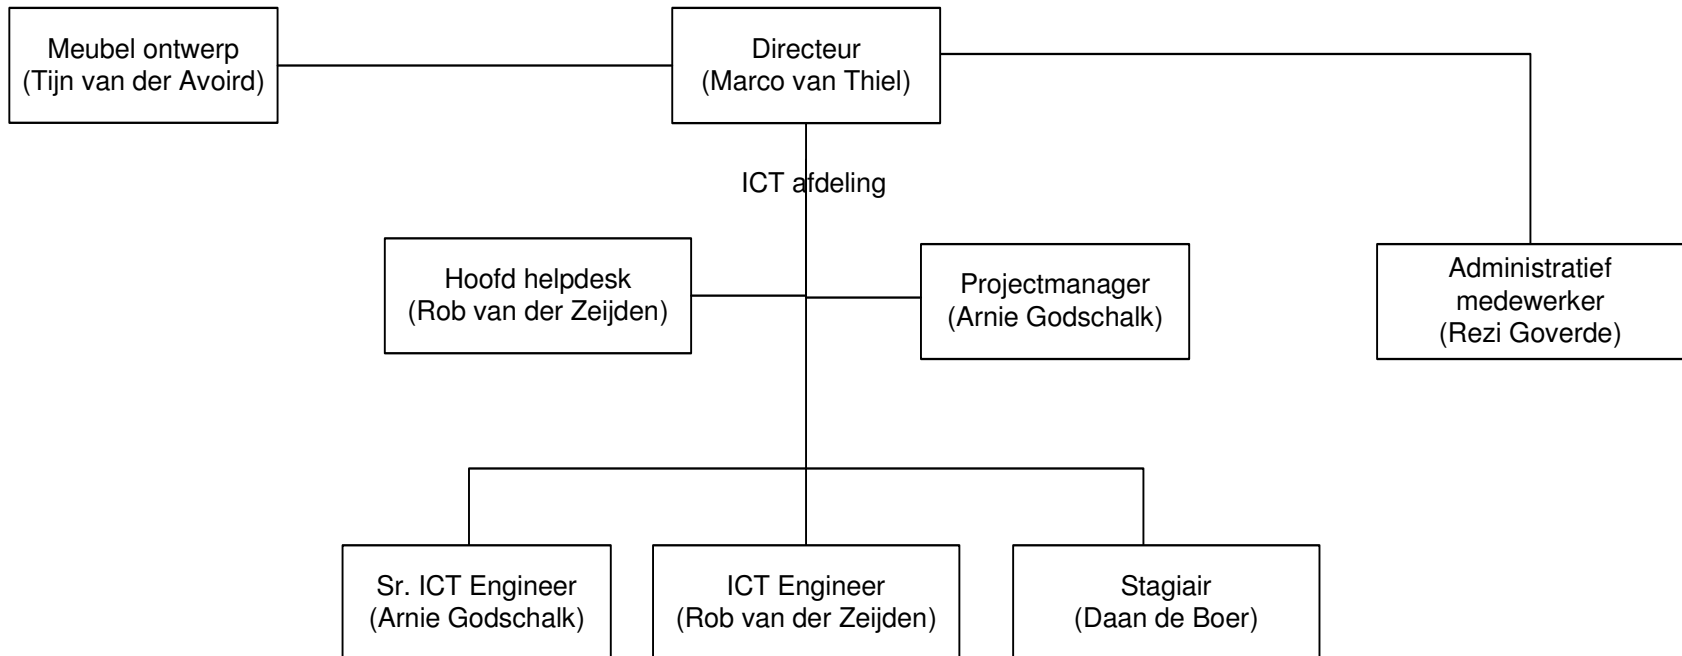 Meubel ontwerp
(Tijn van der Avoird)
Directeur
(Marco van Thiel)
ICT afdeling
Hoofd helpdesk
(Rob van der Zeijden)
Projectmanager
(Arnie Godschalk)
Administratief
medewerker
(Rezi Goverde)
Sr. ICT Engineer
(Arnie Godschalk)
ICT Engineer
(Rob van der Zeijden)
Stagiair
(Daan de Boer)